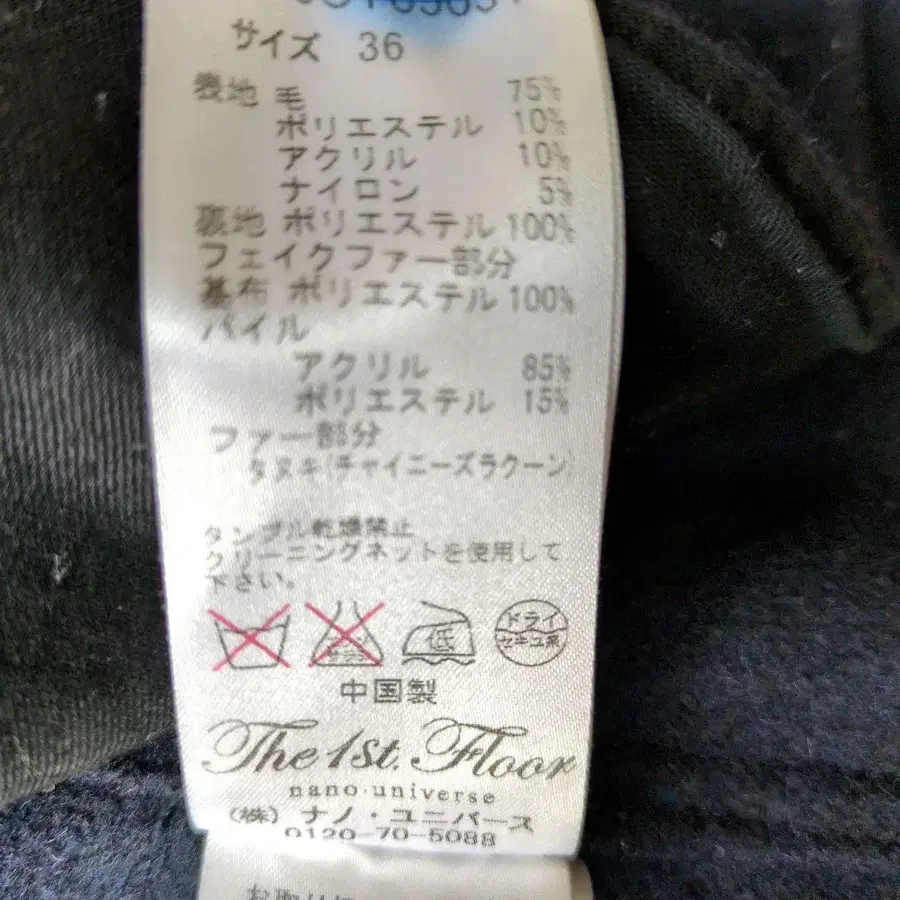 サイズ 36
表地 毛 75%
ポリエステル 10%
アクリル 10%
ナイロン 5%
裏地 ポリエステル 100%
フェイクファー部分
基布 ポリエステル 100%
パイル
アクリル 85%
ポリエステル 15%
ファー部分
タヌキ(チャイニーズラクーン)
タンブル乾燥禁止
クリーニングネットを使用して
下さい。
低 ドライ
セキユ系
中国製
The 1st. Floor
nano・universe
(株) ナノ・ユニバース
0120-70-5088